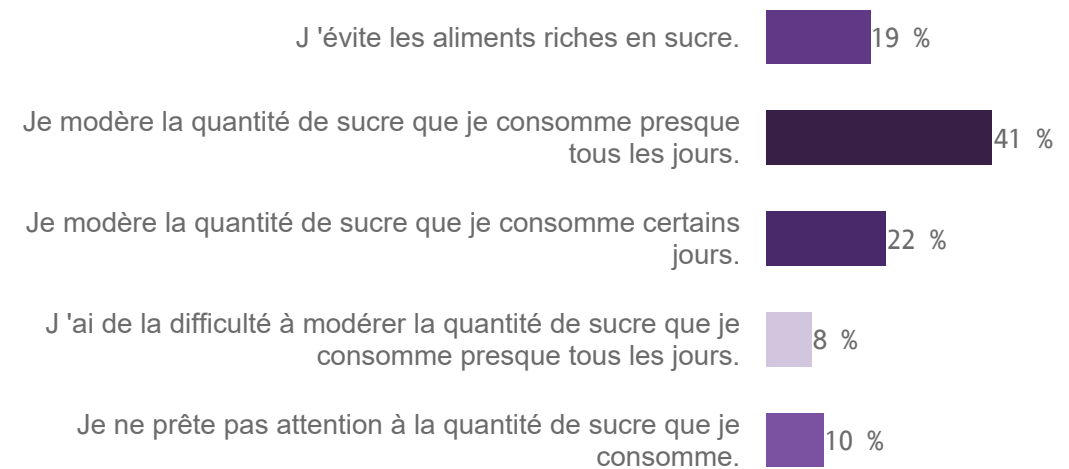 J 'évite les aliments riches en sucre.
19 %
Je modère la quantité de sucre que je consomme presque
tous les jours.
41 %
Je modère la quantité de sucre que je consomme certains
jours.
22 %
J 'ai de la difficulté à modérer la quantité de sucre que je
consomme presque tous les jours.
8 %
Je ne prête pas attention à la quantité de sucre que je
consomme.
10 %